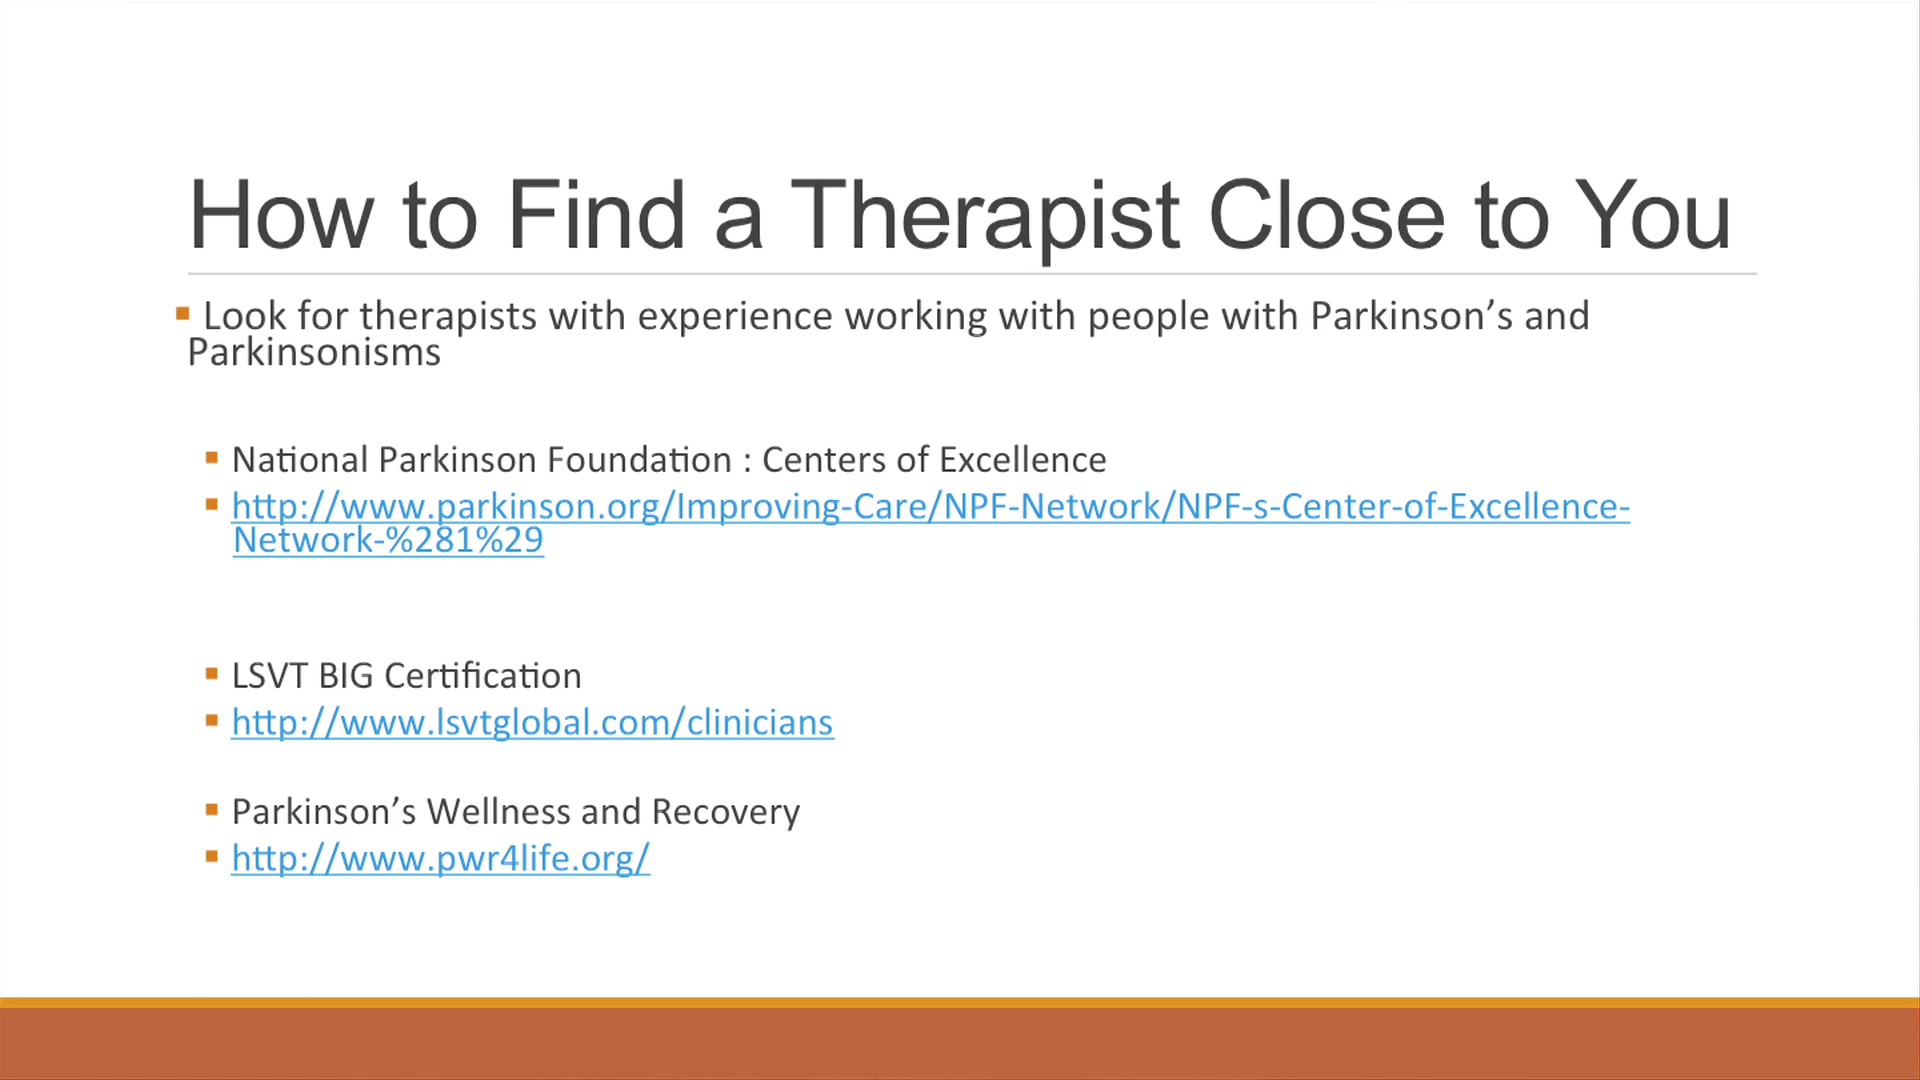 How to Find a Therapist Close to You
Look for therapists with experience working with people with Parkinson’s and
Parkinsonisms
National Parkinson Foundation : Centers of Excellence
http://www.parkinson.org/Improving-Care/NPF-Network/NPF-s-Center-of-Excellence-
Network-%281%29
LSVT BIG Certification
http://www.lsvtglobal.com/clinicians
Parkinson’s Wellness and Recovery
http://www.pwr4life.org/